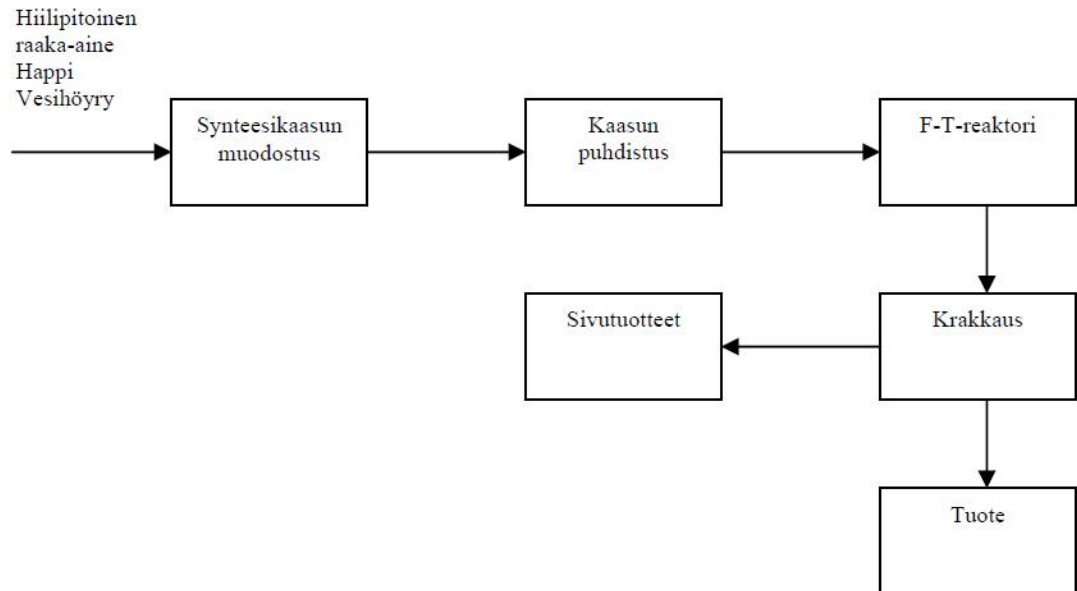 Hiilipitoinen
raaka-aine
Happi
Vesihöyry
Synteesikaasun
muodostus
Kaasun
puhdistus
F-T-reaktori
Sivutuotteet
Krakkaus
Tuote